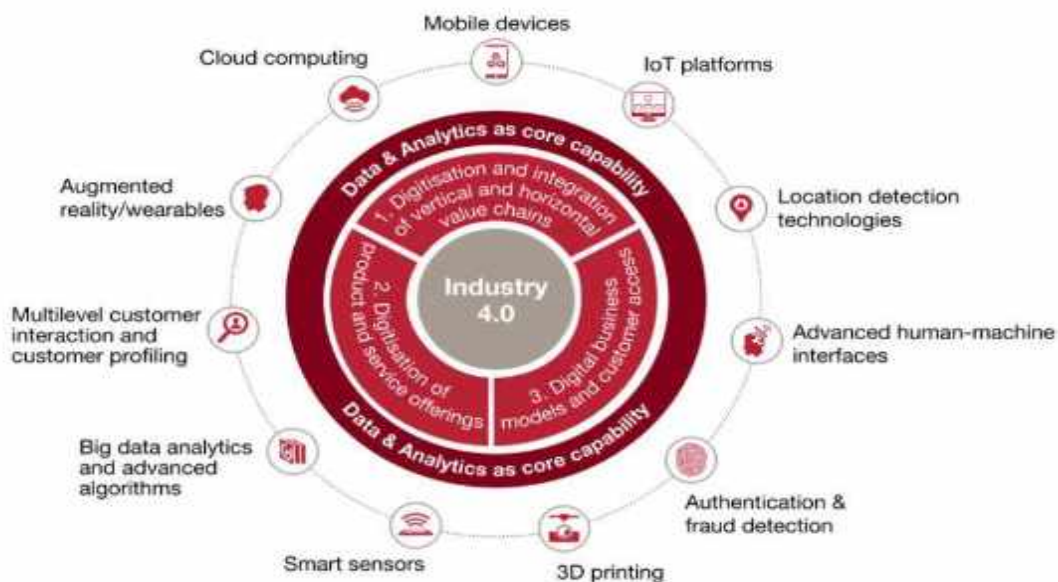 Mobile devices
Cloud computing
IoT platforms
Data & Analytics as core capability
1. Digitisation and integration
of vertical and horizontal
value chains
Augmented
reality/wearables
Location detection
technologies
Industry
4.0
2. Digitisation of
product and service offerings
3. Digital business
models and customer access
Multilevel customer
interaction and
customer profiling
Advanced human-machine
interfaces
Data & Analytics as core capability
Big data analytics
and advanced
algorithms
Authentication &
fraud detection
Smart sensors
3D printing